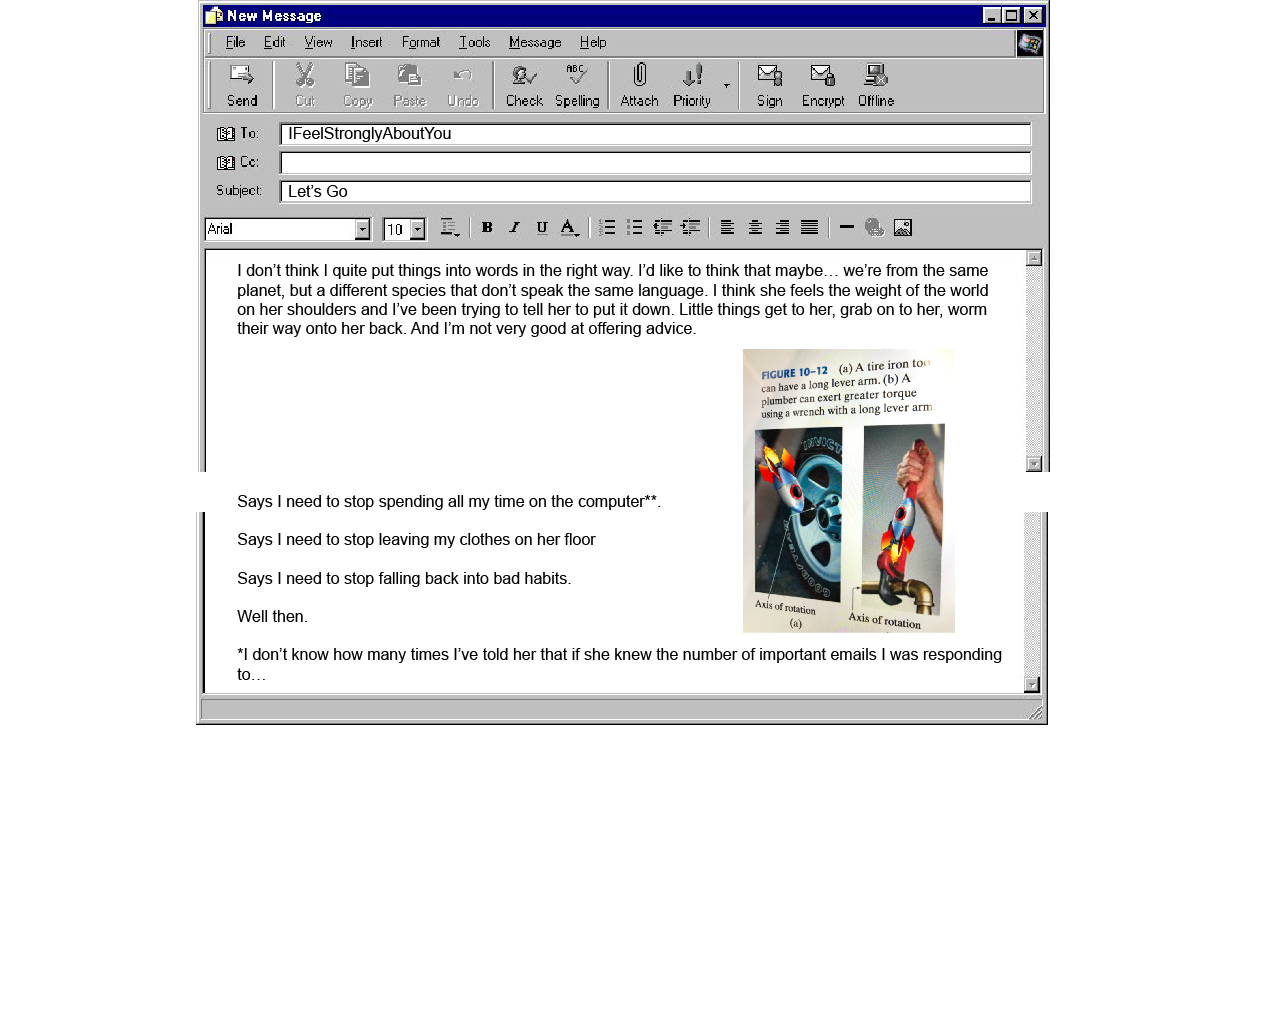 New Message
File Edit View Insert Format Tools Message Help
Send Cut Copy Paste Undo Check Spelling Attach Priority Sign Encrypt Offline
ABC
To: IFeelStronglyAboutYou
Cc:
Subject: Let's Go
Arial 10 B I U A
I don't think I quite put things into words in the right way. I'd like to think that maybe… we're from the same
planet, but a different species that don't speak the same language. I think she feels the weight of the world
on her shoulders and I've been trying to tell her to put it down. Little things get to her, grab on to her, worm
their way onto her back. And I'm not very good at offering advice.
FIGURE 10–12 (a) A tire iron too
can have a long lever arm. (b) A
plumber can exert greater torque
using a wrench with a long lever arm.
INVICT
GOODYEAR
Axis of rotation
(a)
Axis of rotation
Says I need to stop spending all my time on the computer**.
Says I need to stop leaving my clothes on her floor
Says I need to stop falling back into bad habits.
Well then.
*I don't know how many times I've told her that if she knew the number of important emails I was responding
to…